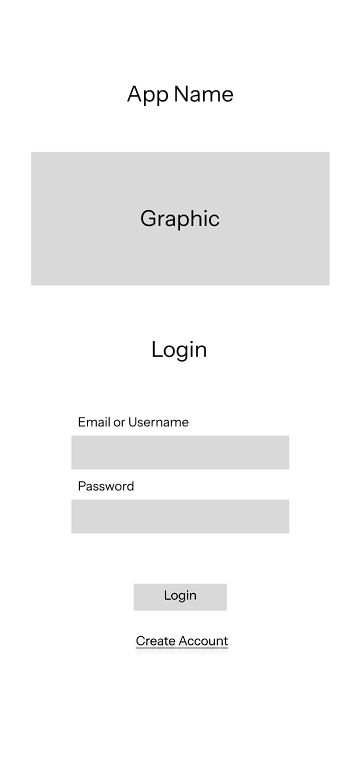 App Name
Graphic
Login
Email or Username
Password
Login
Create Account